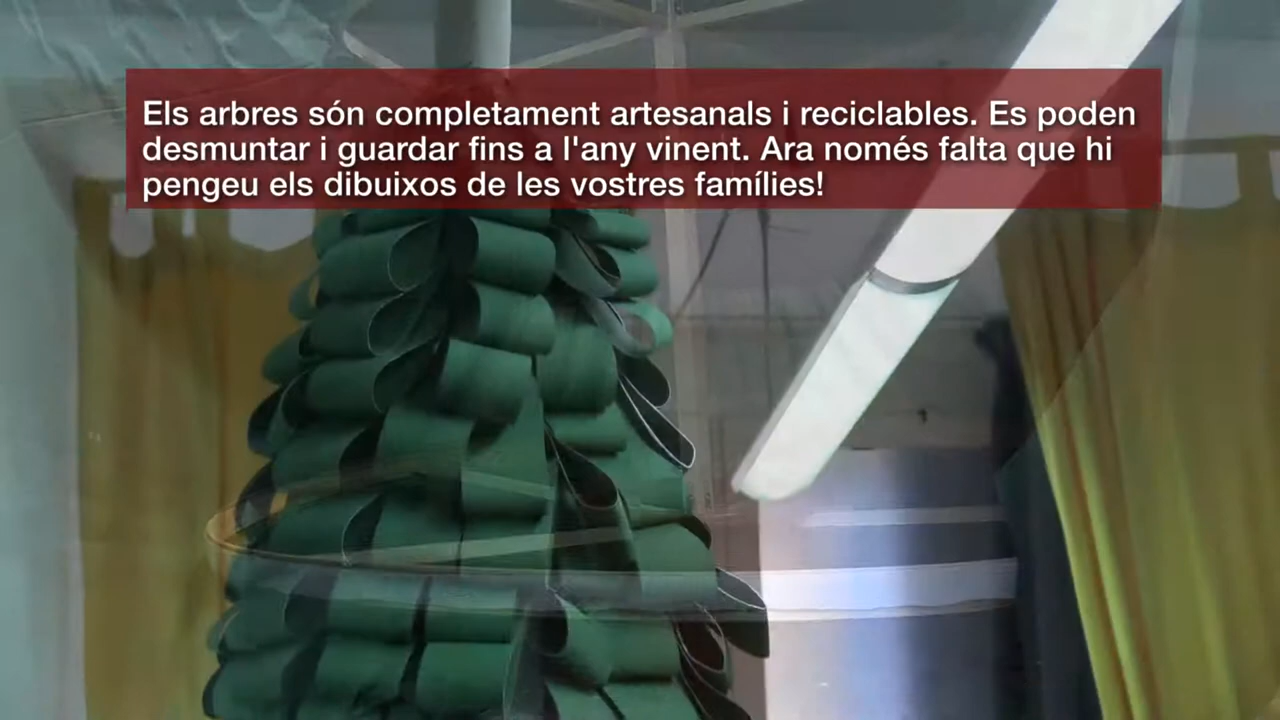 Els arbres són completament artesanals i reciclables. Es poden
desmuntar i guardar fins a l'any vinent. Ara només falta que hi
pengeu els dibuixos de les vostres famílies!